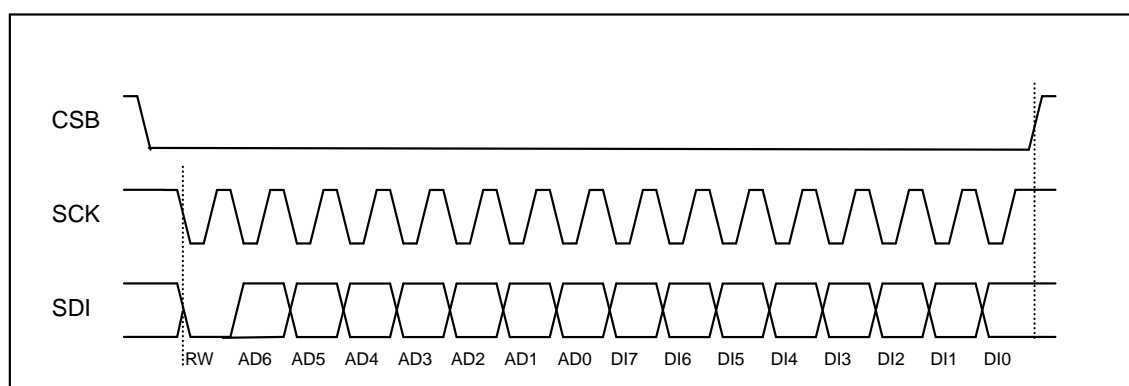 CSB
SCK
SDI
RW AD6 AD5 AD4 AD3 AD2 AD1 AD0 DI7 DI6 DI5 DI4 DI3 DI2 DI1 DI0